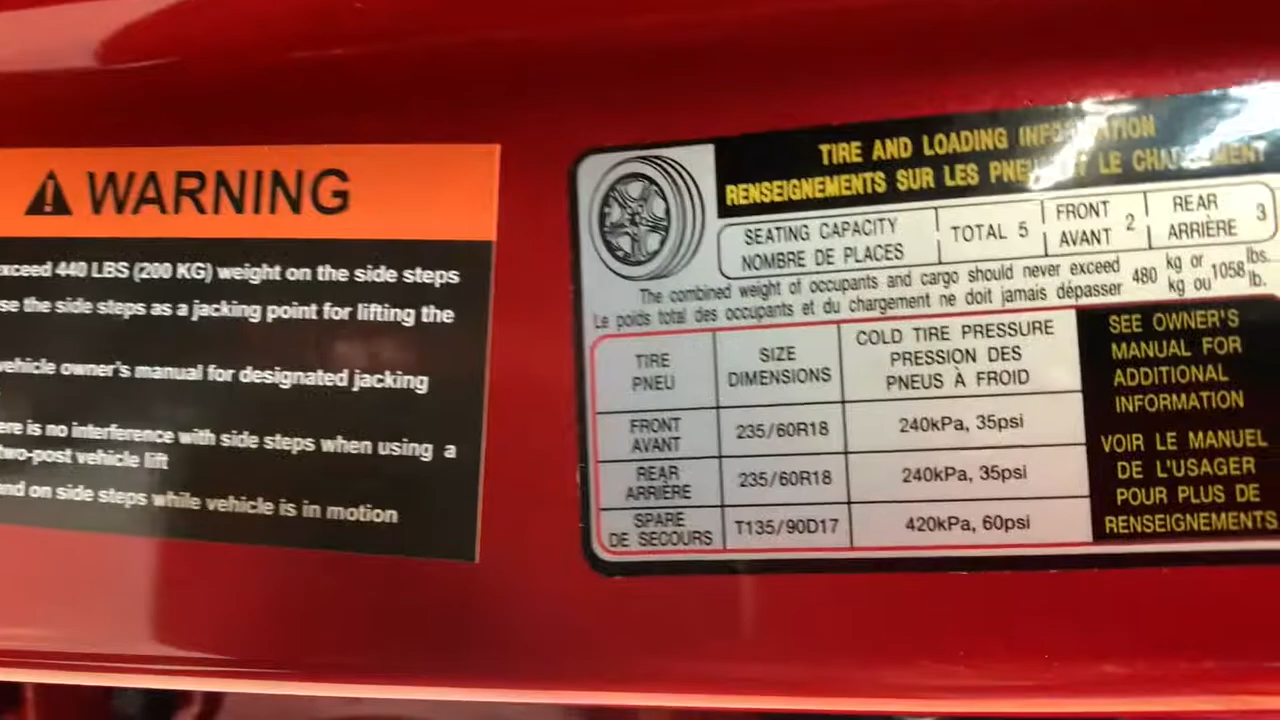 WARNING
exceed 440 LBS (200 KG) weight on the side steps
se the side steps as a jacking point for lifting the
vehicle owner's manual for designated jacking
ere is no interference with side steps when using a
two-post vehicle lift
and on side steps while vehicle is in motion
TIRE AND LOADING INFORMATION
RENSEIGNEMENTS SUR LES PNEUS ET LE CHARGEMENT
SEATING CAPACITY
NOMBRE DE PLACES
TOTAL 5
FRONT
AVANT
2
REAR
ARRIÈRE
3
The combined weight of occupants and cargo should never exceed
Le poids total des occupants et du chargement ne doit jamais dépasser
480
kg or
kg ou
1058
lbs.
lb.
TIRE
PNEU
SIZE
DIMENSIONS
COLD TIRE PRESSURE
PRESSION DES
PNEUS À FROID
FRONT
AVANT
235/60R18
240kPa, 35psi
REAR
ARRIÈRE
235/60R18
240kPa, 35psi
SPARE
DE SECOURS
T135/90D17
420kPa, 60psi
SEE OWNER'S
MANUAL FOR
ADDITIONAL
INFORMATION
VOIR LE MANUEL
DE L'USAGER
POUR PLUS DE
RENSEIGNEMENTS